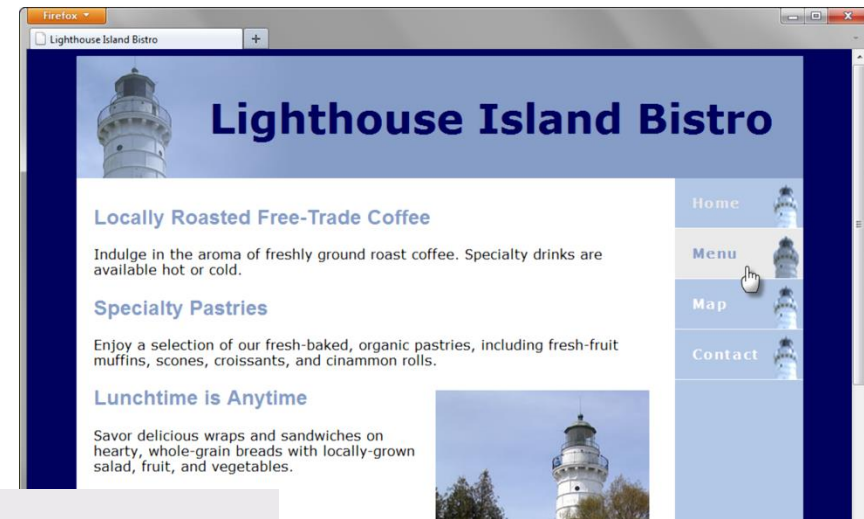 Firefox
Lighthouse Island Bistro
Lighthouse Island Bistro
Home
Menu
Map
Contact
Locally Roasted Free-Trade Coffee
Indulge in the aroma of freshly ground roast coffee. Specialty drinks are
available hot or cold.
Specialty Pastries
Enjoy a selection of our fresh-baked, organic pastries, including fresh-fruit
muffins, scones, croissants, and cinammon rolls.
Lunchtime is Anytime
Savor delicious wraps and sandwiches on
hearty, whole-grain breads with locally-grown
salad, fruit, and vegetables.